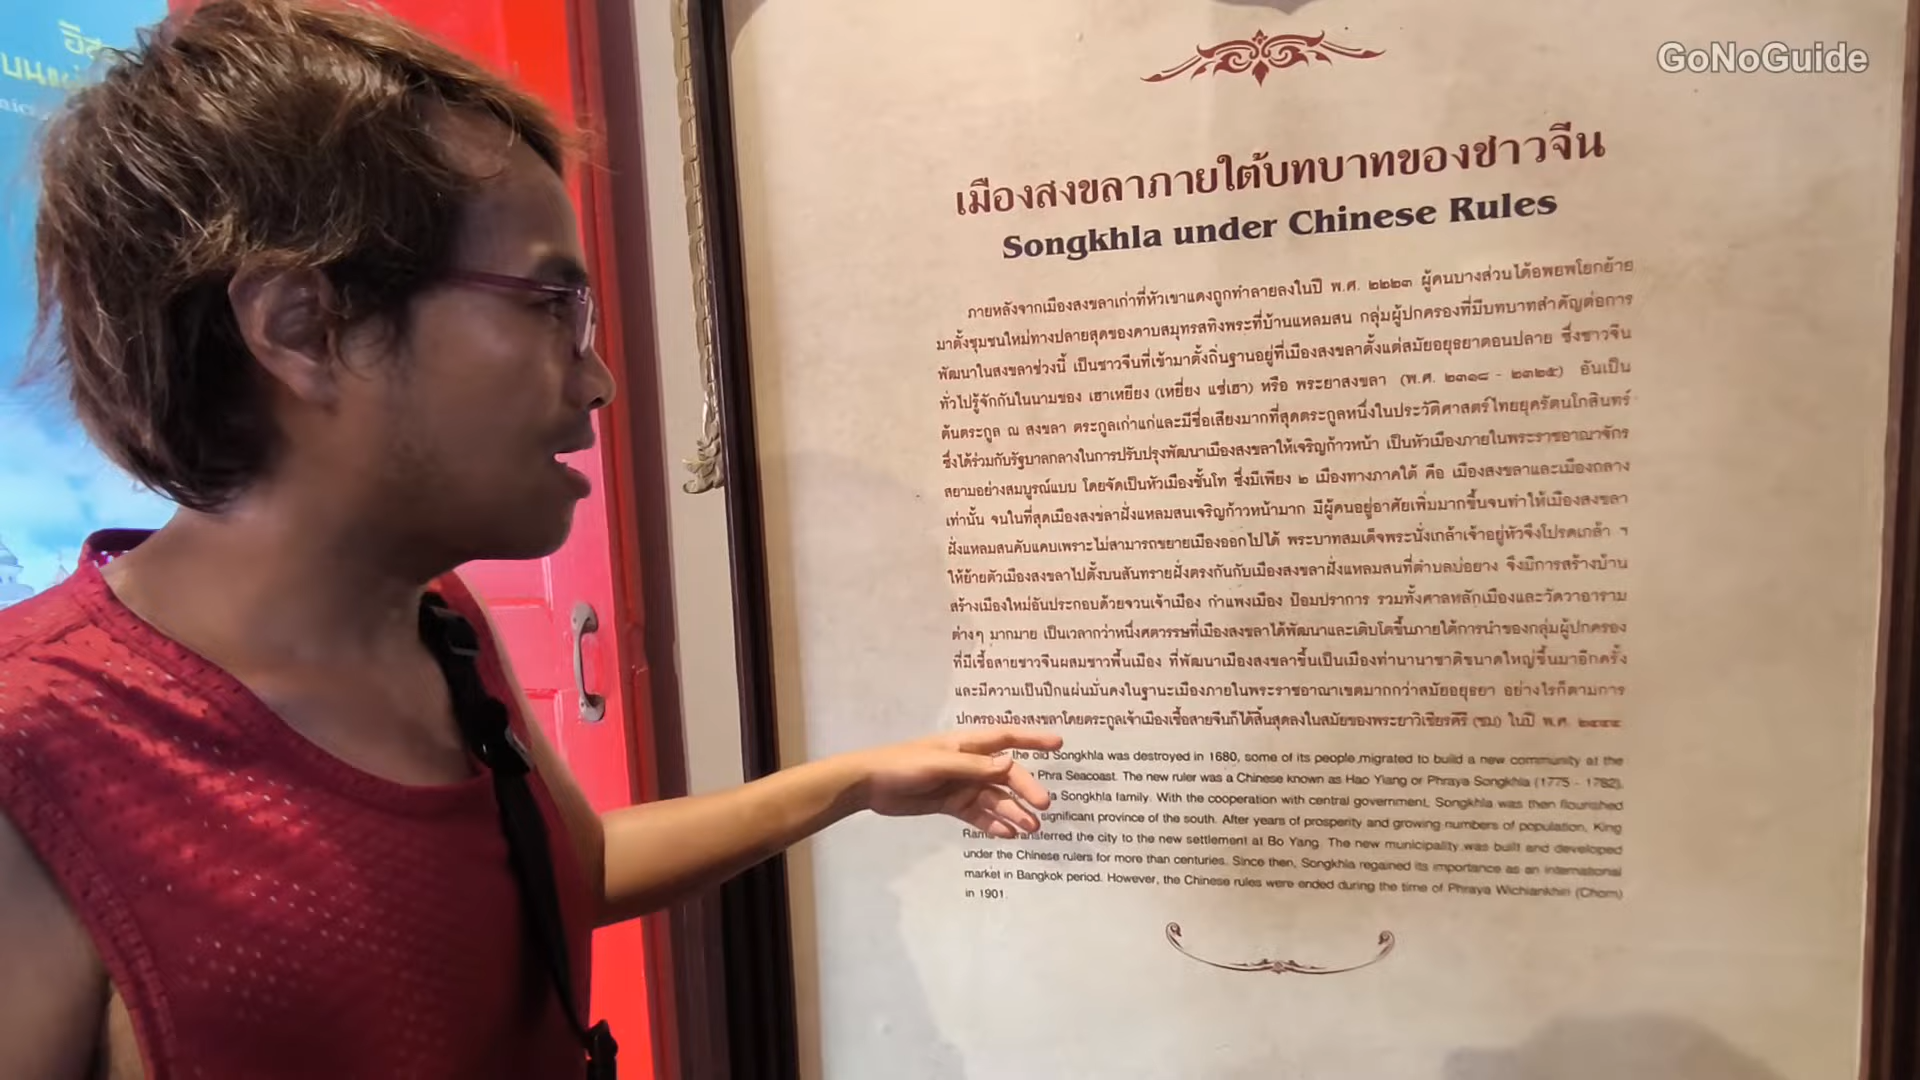 GoNoGuide
เมืองสงขลาภายใต้บทบาทของชาวจีน
Songkhla under Chinese Rules
ภายหลังจากเมืองสงขลาเก่าที่หัวเขาแดงถูกทำลายลงในปี พ.ศ. ๒๒๒๓ ผู้คนบางส่วนได้อพยพโยกย้าย
มาตั้งชุมชนใหม่ทางปลายสุดของคาบสมุทรสทิงพระที่บ้านแหลมสน กลุ่มผู้ปกครองที่มีบทบาทสำคัญต่อการ
พัฒนาในสงขลาช่วงนี้ เป็นชาวจีนที่เข้ามาตั้งถิ่นฐานอยู่ที่เมืองสงขลาตั้งแต่สมัยอยุธยาตอนปลาย ซึ่งชาวจีน
ทั่วไปรู้จักกันในนามของ เฮาเหยียง (เหยี่ยง แซ่เฮา) หรือ พระยาสงขลา (พ.ศ. ๒๓๑๘ - ๒๓๒๕) อันเป็น
ต้นตระกูล ณ สงขลา ตระกูลเก่าแก่และมีชื่อเสียงมากที่สุดตระกูลหนึ่งในประวัติศาสตร์ไทยยุครัตนโกสินทร์
ซึ่งได้ร่วมกับรัฐบาลกลางในการปรับปรุงพัฒนาเมืองสงขลาให้เจริญก้าวหน้า เป็นหัวเมืองภายในพระราชอาณาจักร
สยามอย่างสมบูรณ์แบบ โดยจัดเป็นหัวเมืองชั้นโท ซึ่งมีเพียง ๒ เมืองทางภาคใต้ คือ เมืองสงขลาและเมืองถลาง
เท่านั้น จนในที่สุดเมืองสงขลาฝั่งแหลมสนเจริญก้าวหน้ามาก มีผู้คนอยู่อาศัยเพิ่มมากขึ้นจนทำให้เมืองสงขลา
ฝั่งแหลมสนคับแคบเพราะไม่สามารถขยายเมืองออกไปได้ พระบาทสมเด็จพระนั่งเกล้าเจ้าอยู่หัวจึงโปรดเกล้า ฯ
ให้ย้ายตัวเมืองสงขลาไปตั้งบนสันทรายฝั่งตรงกันกับเมืองสงขลาฝั่งแหลมสนที่ตำบลบ่อยาง จึงมีการสร้างบ้าน
สร้างเมืองใหม่อันประกอบด้วยจวนเจ้าเมือง กำแพงเมือง ป้อมปราการ รวมทั้งศาลหลักเมืองและวัดวาอาราม
ต่างๆ มากมาย เป็นเวลากว่าหนึ่งศตวรรษที่เมืองสงขลาได้พัฒนาและเติบโตขึ้นภายใต้การนำของกลุ่มผู้ปกครอง
ที่มีเชื้อสายชาวจีนผสมชาวพื้นเมือง ที่พัฒนาเมืองสงขลาขึ้นเป็นเมืองท่านานาชาติขนาดใหญ่ขึ้นมาอีกครั้ง
และมีความเป็นปึกแผ่นมั่นคงในฐานะเมืองภายในพระราชอาณาเขตมากกว่าสมัยอยุธยา อย่างไรก็ตามการ
ปกครองเมืองสงขลาโดยตระกูลเจ้าเมืองเชื้อสายจีนก็ได้สิ้นสุดลงในสมัยของพระยาวิเชียรคีรี (ชม) ในปี พ.ศ. ๒๔๔๔
the old Songkhla was destroyed in 1680, some of its people migrated to build a new community at the
Phra Seacoast. The new ruler was a Chinese known as Hao Yiang or Phraya Songkhla (1775 - 1782),
Songkhla family. With the cooperation with central government, Songkhla was then flourished
significant province of the south. After years of prosperity and growing numbers of population, King
the city to the new settlement at Bo Yang. The new municipality was built and developed
under the Chinese rulers for more than centuries. Since then, Songkhla regained its importance as an international
market in Bangkok period. However, the Chinese rules were ended during the time of Phraya Wichiankhiri (Chom)
in 1901.